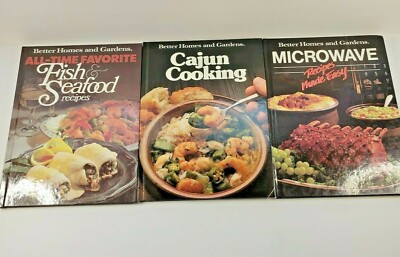 Better Homes and Gardens.
ALL-TIME FAVORITE
Fish &
Seafood
recipes
Better Homes and Gardens.
Cajun
Cooking
Better Homes and Gardens.
MICROWAVE
Recipes
Made Easy